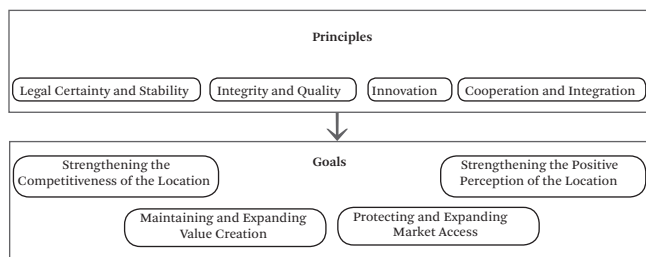 Principles
Legal Certainty and Stability
Integrity and Quality
Innovation
Cooperation and Integration
Goals
Strengthening the
Competitiveness of the Location
Strengthening the Positive
Perception of the Location
Maintaining and Expanding
Value Creation
Protecting and Expanding
Market Access